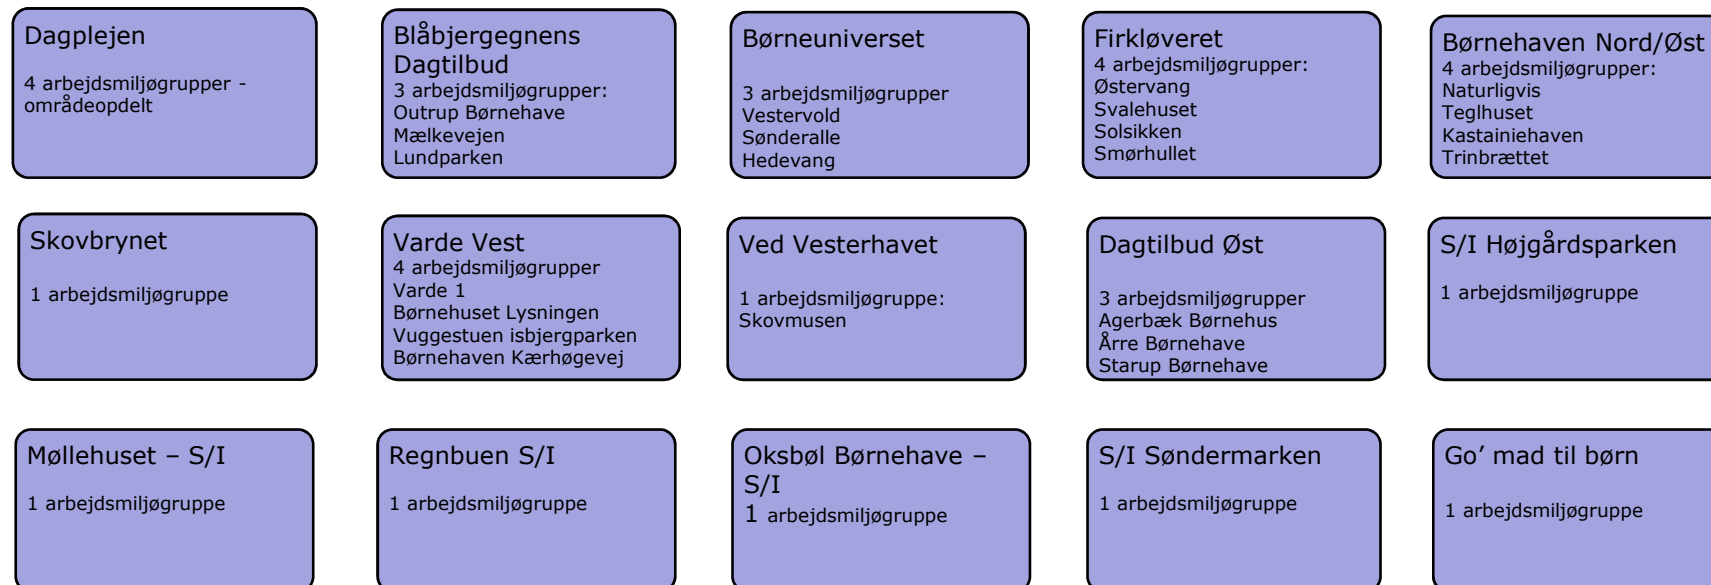 Dagplejen
4 arbejdsmiljøgrupper -
områdeopdelt
Blåbjergegnens
Dagtilbud
3 arbejdsmiljøgrupper:
Outrup Børnehave
Mælkevejen
Lundparken
Børneuniverset
3 arbejdsmiljøgrupper
Vestervold
Sønderalle
Hedevang
Firkløveret
4 arbejdsmiljøgrupper:
Østervang
Svalehuset
Solsikken
Smørhullet
Børnehaven Nord/Øst
4 arbejdsmiljøgrupper:
Naturligvis
Teglhuset
Kastainiehaven
Trinbrættet
Skovbrynet
1 arbejdsmiljøgruppe
Varde Vest
4 arbejdsmiljøgrupper
Varde 1
Børnehuset Lysningen
Vuggestuen isbjergparken
Børnehaven Kærhøgevej
Ved Vesterhavet
1 arbejdsmiljøgruppe:
Skovmusen
Dagtilbud Øst
3 arbejdsmiljøgrupper
Agerbæk Børnehus
Årre Børnehave
Starup Børnehave
S/I Højgårdsparken
1 arbejdsmiljøgruppe
Møllehuset – S/I
1 arbejdsmiljøgruppe
Regnbuen S/I
1 arbejdsmiljøgruppe
Oksbøl Børnehave –
S/I
1 arbejdsmiljøgruppe
S/I Søndermarken
1 arbejdsmiljøgruppe
Go’ mad til børn
1 arbejdsmiljøgruppe